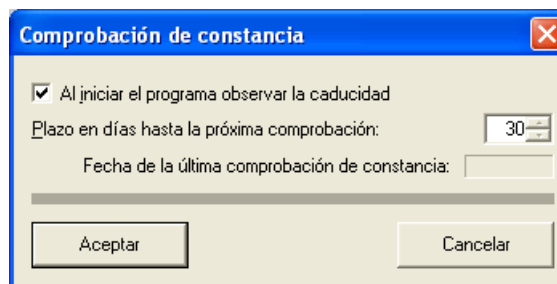 Comprobación de constancia
Al iniciar el programa observar la caducidad
Plazo en días hasta la próxima comprobación: 30
Fecha de la última comprobación de constancia:
Aceptar Cancelar